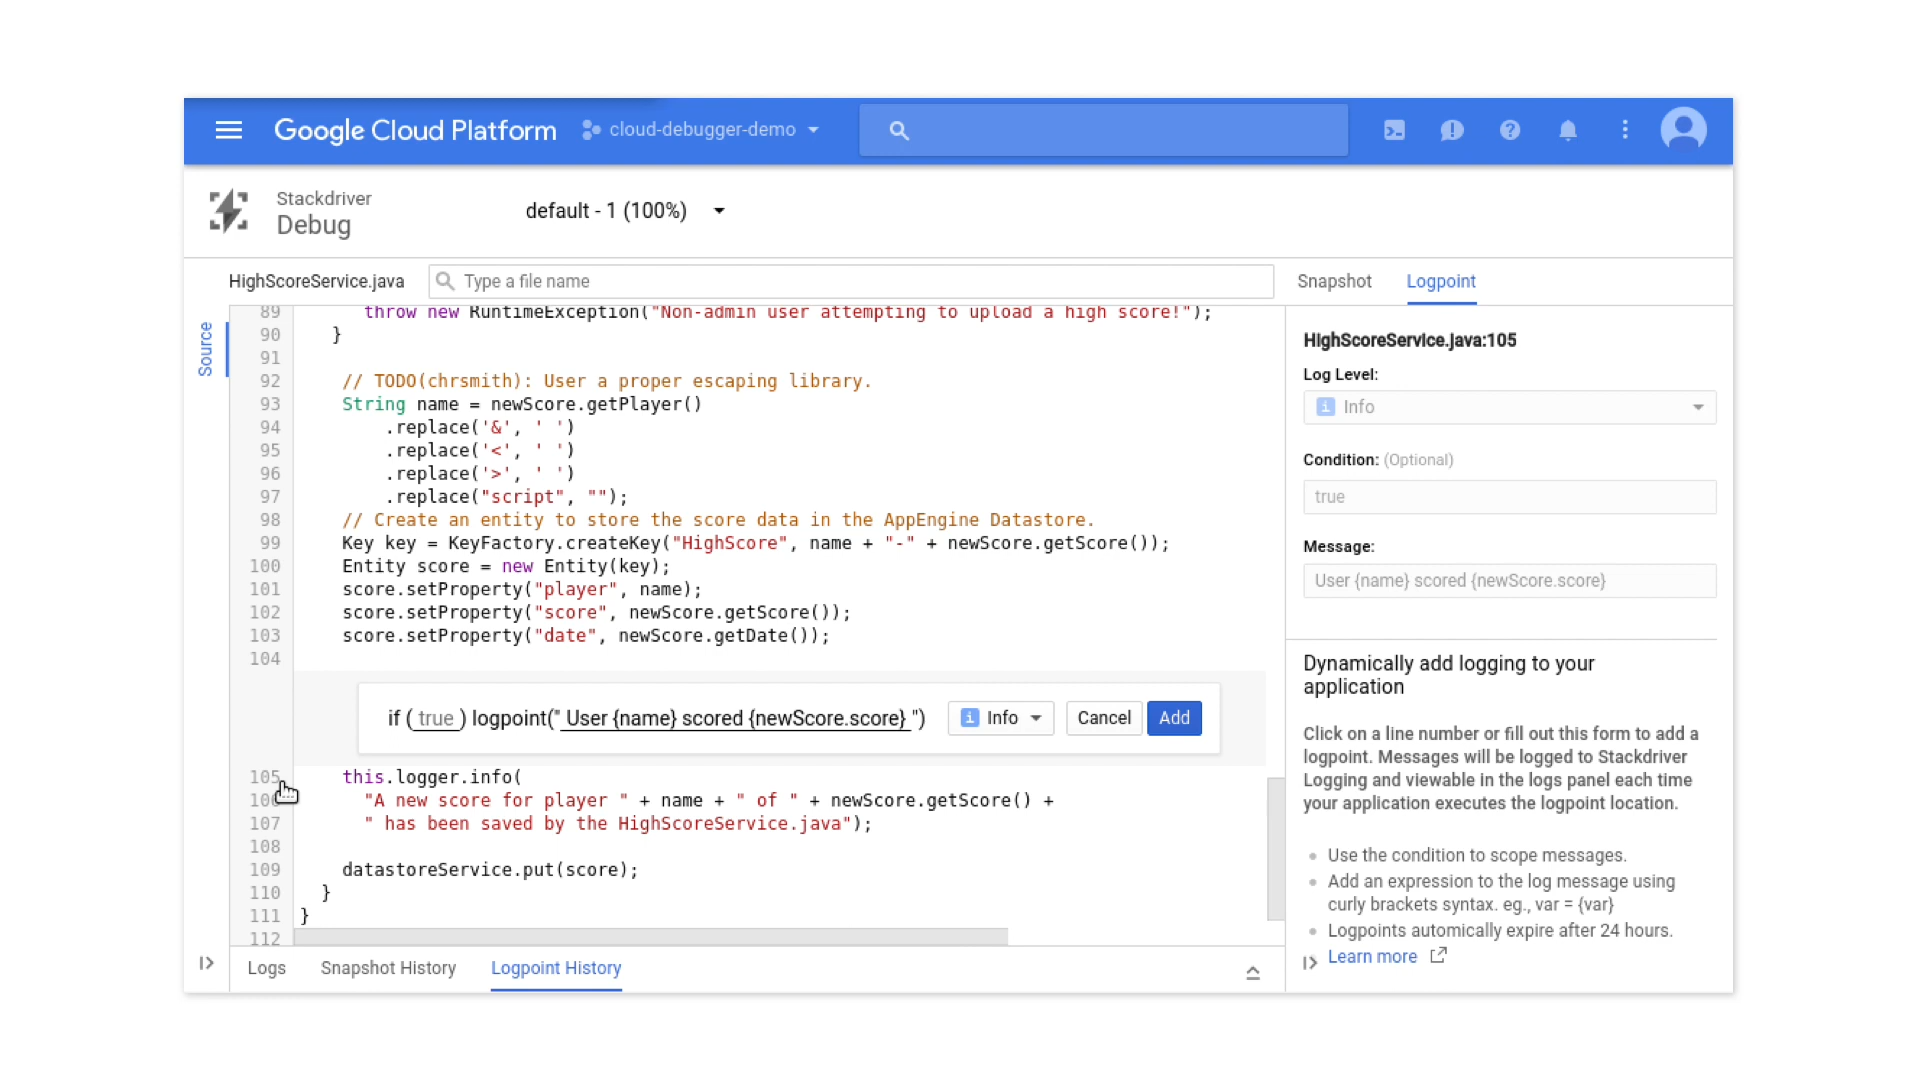 Google Cloud Platform
cloud-debugger-demo
Stackdriver
Debug
default - 1 (100%)
HighScoreService.java
Type a file name
Snapshot
Logpoint
Source
89 throw new RuntimeException("Non-admin user attempting to upload a high score!");
90 }
91
92 // TODO(chrsmith): User a proper escaping library.
93 String name = newScore.getPlayer()
94 .replace('&', ' ')
95 .replace('<', ' ')
96 .replace('>', ' ')
97 .replace("script", "");
98 // Create an entity to store the score data in the AppEngine Datastore.
99 Key key = KeyFactory.createKey("HighScore", name + "-" + newScore.getScore());
100 Entity score = new Entity(key);
101 score.setProperty("player", name);
102 score.setProperty("score", newScore.getScore());
103 score.setProperty("date", newScore.getDate());
104
if ( true ) logpoint(" User {name} scored {newScore.score} ") i Info Cancel Add
105 this.logger.info(
106 "A new score for player " + name + " of " + newScore.getScore() +
107 " has been saved by the HighScoreService.java");
108
109 datastoreService.put(score);
110 }
111 }
112
Logs
Snapshot History
Logpoint History
HighScoreService.java:105
Log Level:
i Info
Condition: (Optional)
true
Message:
User {name} scored {newScore.score}
Dynamically add logging to your
application
Click on a line number or fill out this form to add a
logpoint. Messages will be logged to Stackdriver
Logging and viewable in the logs panel each time
your application executes the logpoint location.
Use the condition to scope messages.
Add an expression to the log message using
curly brackets syntax. eg., var = {var}
Logpoints automically expire after 24 hours.
Learn more